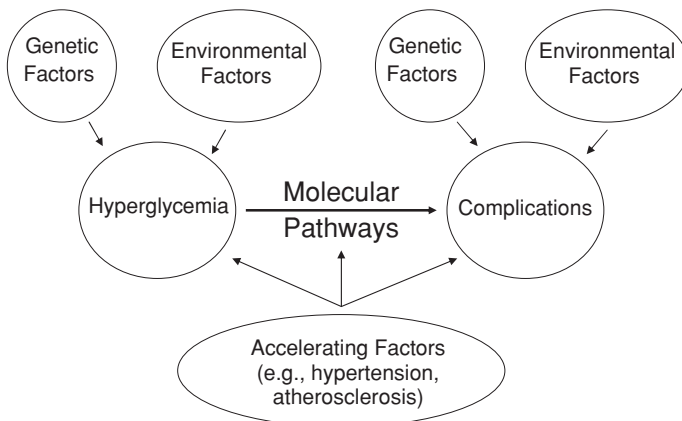 Genetic
Factors
Environmental
Factors
Genetic
Factors
Environmental
Factors
Hyperglycemia
Molecular
Pathways
Complications
Accelerating Factors
(e.g., hypertension,
atherosclerosis)